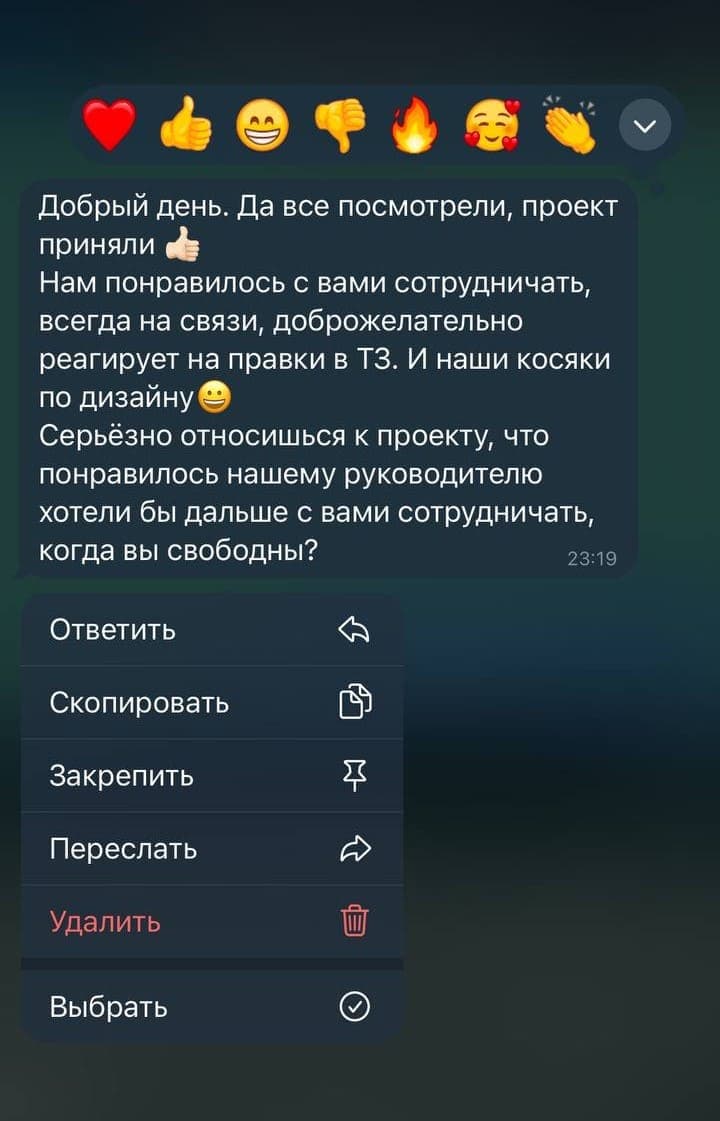 Добрый день. Да все посмотрели, проект
приняли 👍🏻
Нам понравилось с вами сотрудничать,
всегда на связи, доброжелательно
реагирует на правки в ТЗ. И наши косяки
по дизайну😀
Серьёзно относишься к проекту, что
понравилось нашему руководителю
хотели бы дальше с вами сотрудничать,
когда вы свободны?
23:19
Ответить
Скопировать
Закрепить
Переслать
Удалить
Выбрать